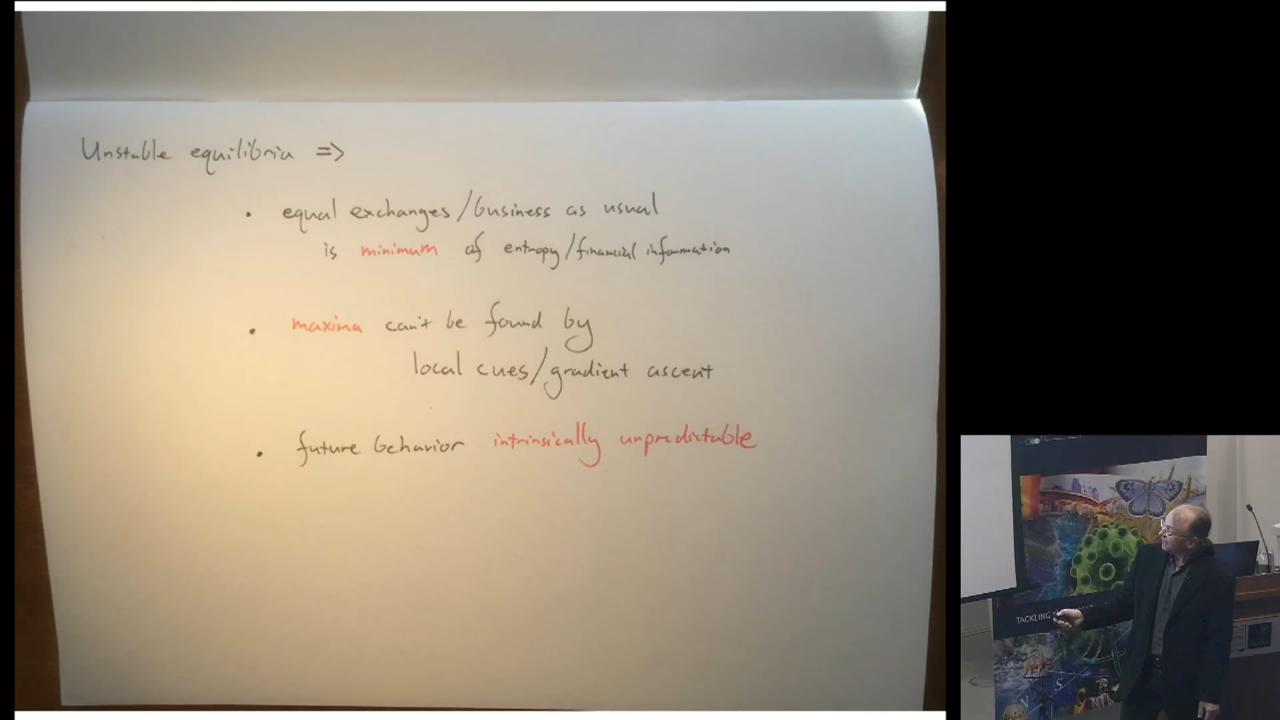 Unstable equilibria =>
• equal exchanges/business as usual
is minimum of entropy/financial information
• maxima can't be found by
local cues/gradient ascent
• future behavior intrinsically unpredictable
TACKLING